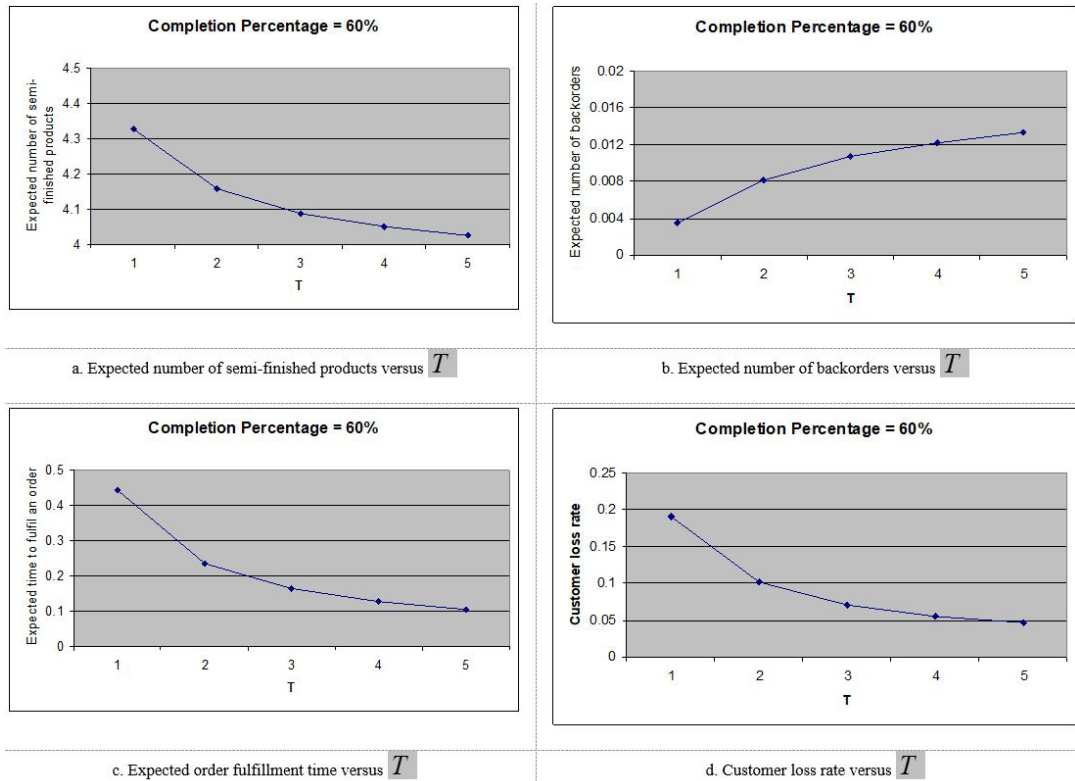 Completion Percentage = 60%
Expected number of semi-
finished products
4.5
4.4
4.3
4.2
4.1
4
1 2 3 4 5
T
a. Expected number of semi-finished products versus T
Completion Percentage = 60%
Expected number of backorders
0.02
0.016
0.012
0.008
0.004
0
1 2 3 4 5
T
b. Expected number of backorders versus T
Completion Percentage = 60%
Expected time to fulfil an order
0.5
0.4
0.3
0.2
0.1
0
1 2 3 4 5
T
c. Expected order fulfillment time versus T
Completion Percentage = 60%
Customer loss rate
0.25
0.2
0.15
0.1
0.05
0
1 2 3 4 5
T
d. Customer loss rate versus T